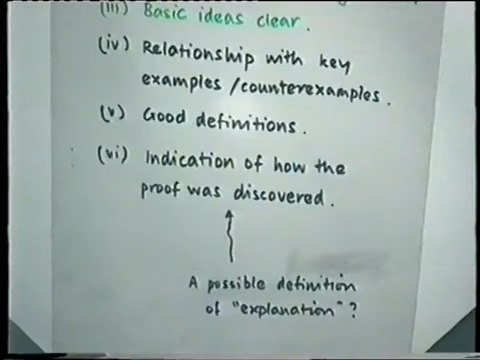 (iii) Basic ideas clear.
(iv) Relationship with key
examples/counterexamples.
(v) Good definitions.
(vi) Indication of how the
proof was discovered.
A possible definition
of "explanation"?